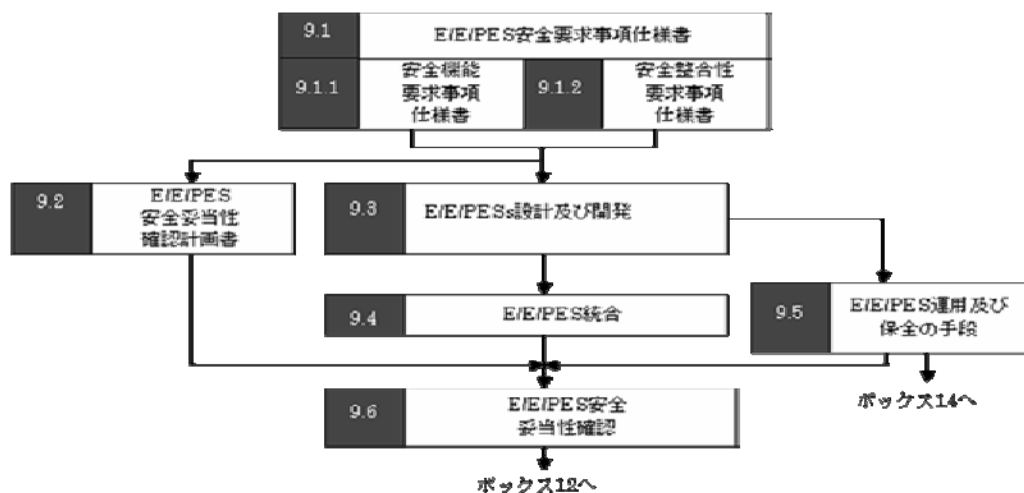 9.1
E/E/PES安全要求事項仕様書
9.1.1
安全機能
要求事項
仕様書
9.1.2
安全整合性
要求事項
仕様書
9.2
E/E/PES
安全妥当性
確認計画書
9.3
E/E/PESs設計及び開発
9.4
E/E/PES統合
9.5
E/E/PES運用及び
保全の手段
ボックス14へ
9.6
E/E/PES安全
妥当性確認
ボックス12へ